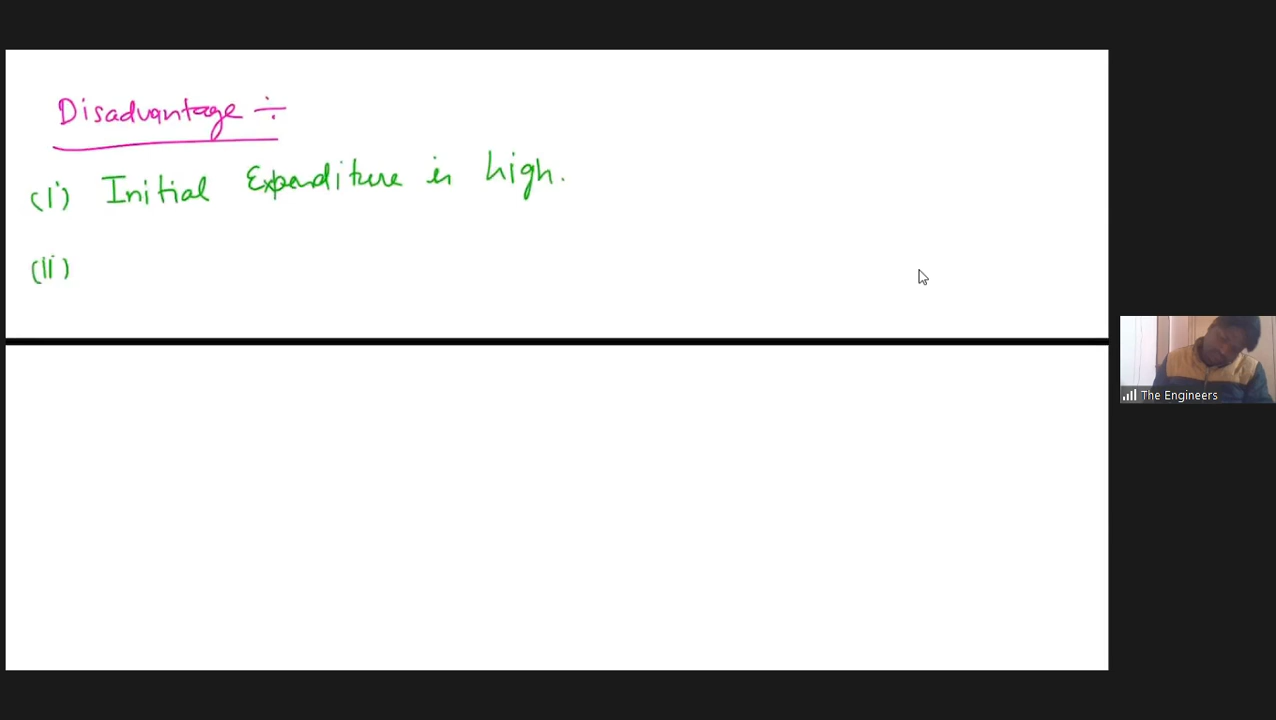 Disadvantage ÷
(i) Initial Expenditure is high.
(ii)
The Engineers